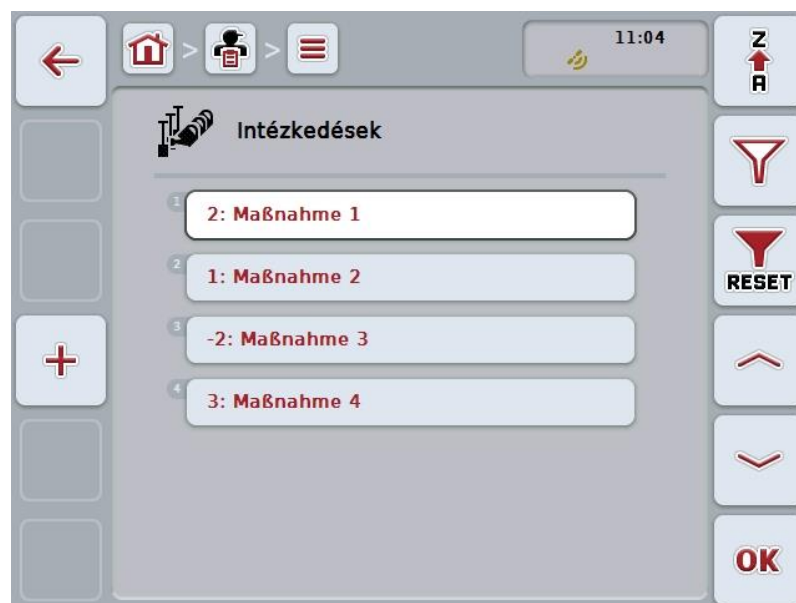 > >
11:04
Z
A
Intézkedések
1
2: Maßnahme 1
2
1: Maßnahme 2
RESET
3
-2: Maßnahme 3
4
3: Maßnahme 4
OK